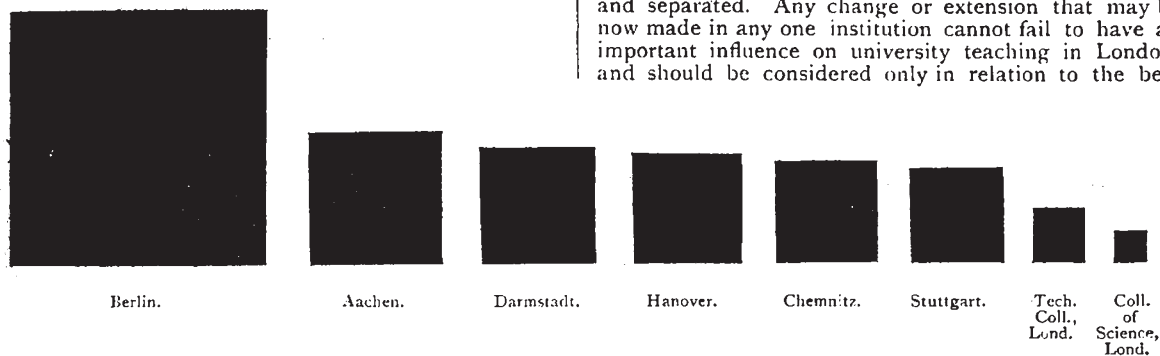 and separated. Any change or extension that may
now made in any one institution cannot fail to have
important influence on university teaching in
and should be considered only in relation to the
Berlin.
Aachen.
Darmstadt.
Hanover.
Chemnitz.
Stuttgart.
Tech.
Coll.,
Lond.
Coll.
of
Science,
Lond.